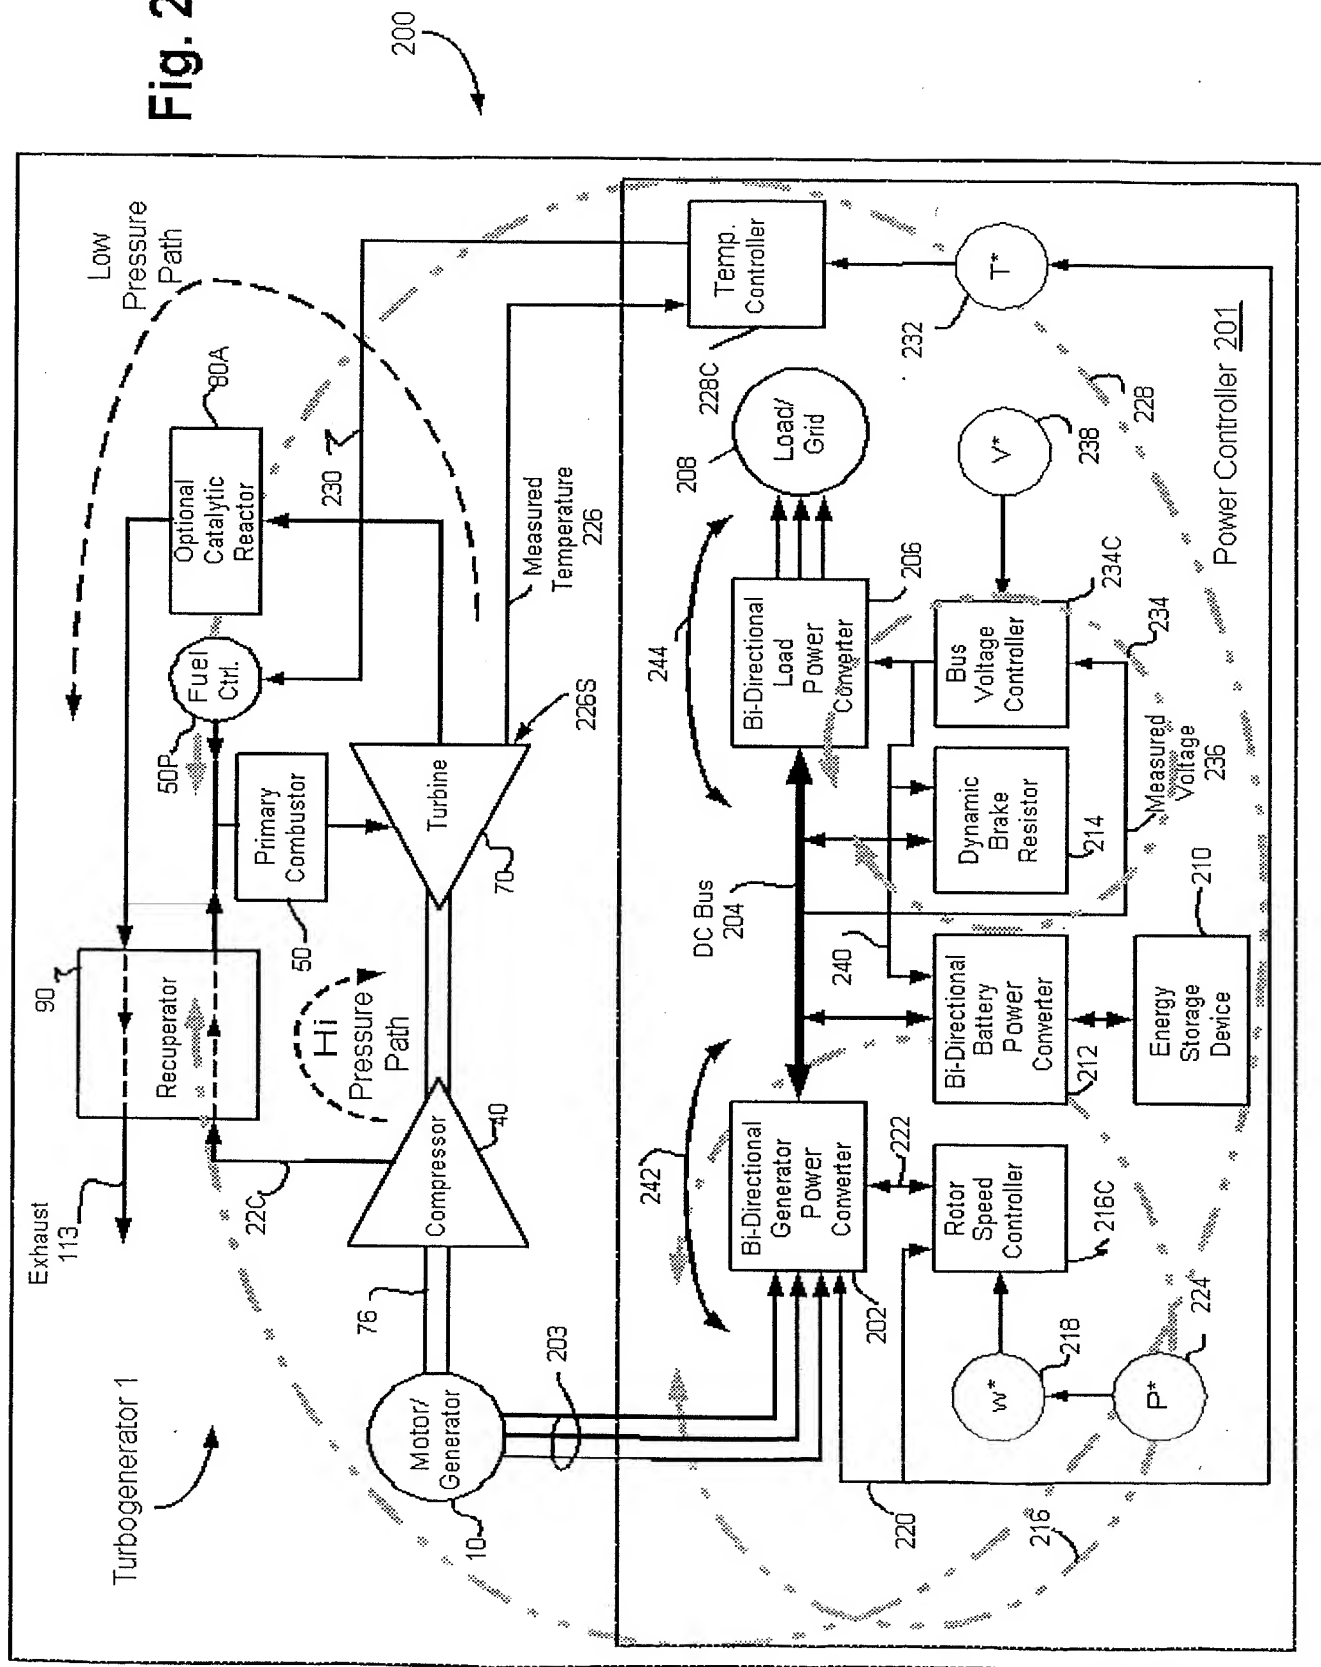 Fig. 2
200
Turbogenerator 1
Exhaust
113
90
Recuperator
22C
Hi
Pressure
Path
Low
Pressure
Path
50P
Fuel
Ctrl.
Optional
Catalytic
Reactor
80A
Primary
Combustor
50
230
Motor/
Generator
10
76
Compressor
40
Turbine
70
226S
Measured
Temperature
226
203
242
244
DC Bus
204
Bi-Directional
Generator
Power
Converter
202
Bi-Directional
Load
Power
Converter
206
Load/
Grid
208
Temp.
Controller
228C
220
222
240
Rotor
Speed
Controller
216C
Bi-Directional
Battery
Power
Converter
212
Dynamic
Brake
Resistor
214
Bus
Voltage
Controller
234C
V*
238
T*
232
228
w*
218
P*
224
216
Energy
Storage
Device
210
Measured
Voltage
236
234
Power Controller 201